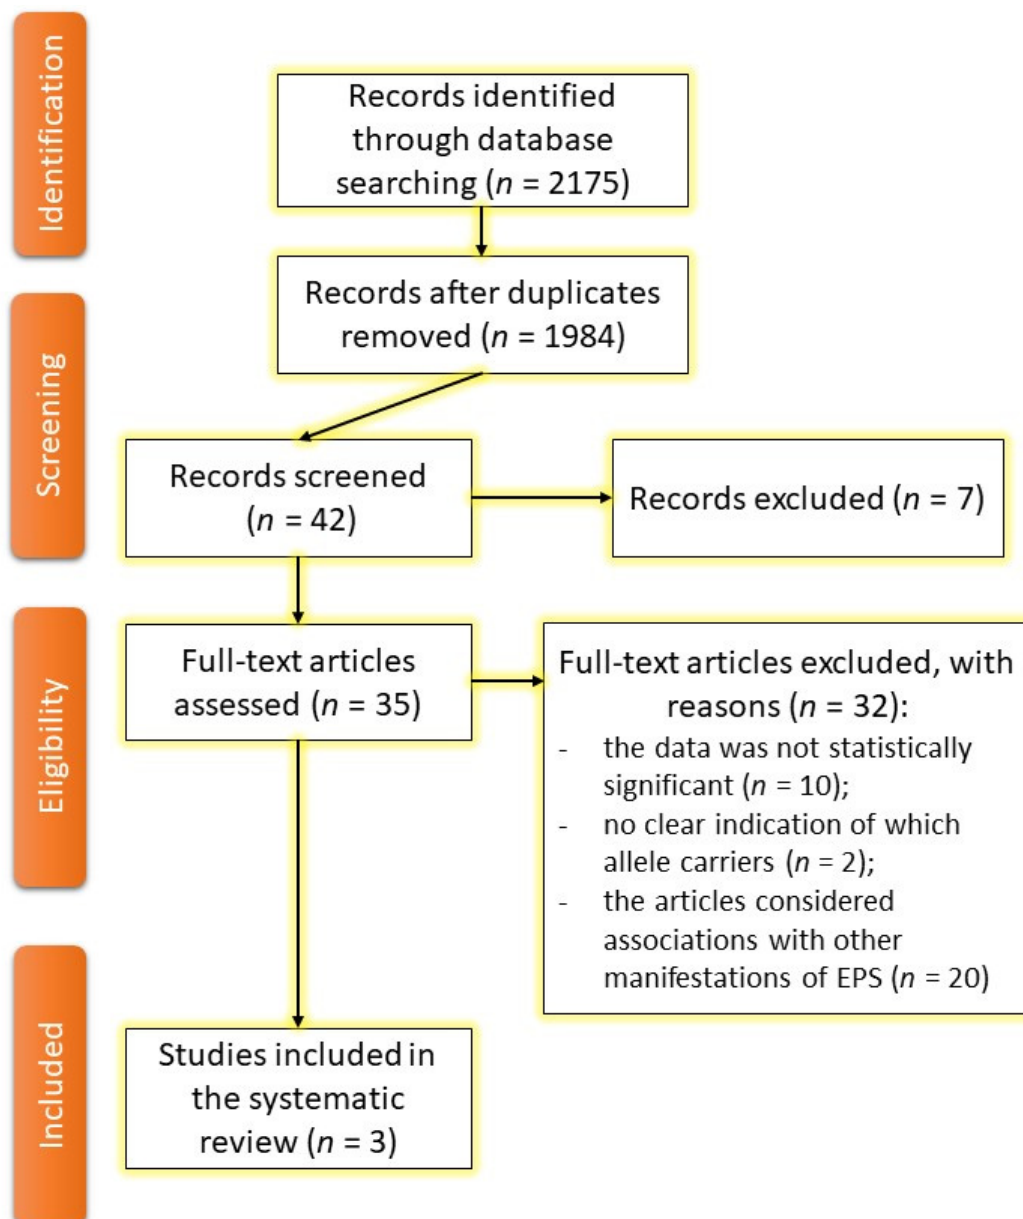 Identification
Records identified
through database
searching (n = 2175)
Records after duplicates
removed (n = 1984)
Screening
Records screened
(n = 42)
Records excluded (n = 7)
Eligibility
Full-text articles
assessed (n = 35)
Full-text articles excluded, with
reasons (n = 32):
- the data was not statistically
significant (n = 10);
- no clear indication of which
allele carriers (n = 2);
- the articles considered
associations with other
manifestations of EPS (n = 20)
Included
Studies included in
the systematic
review (n = 3)